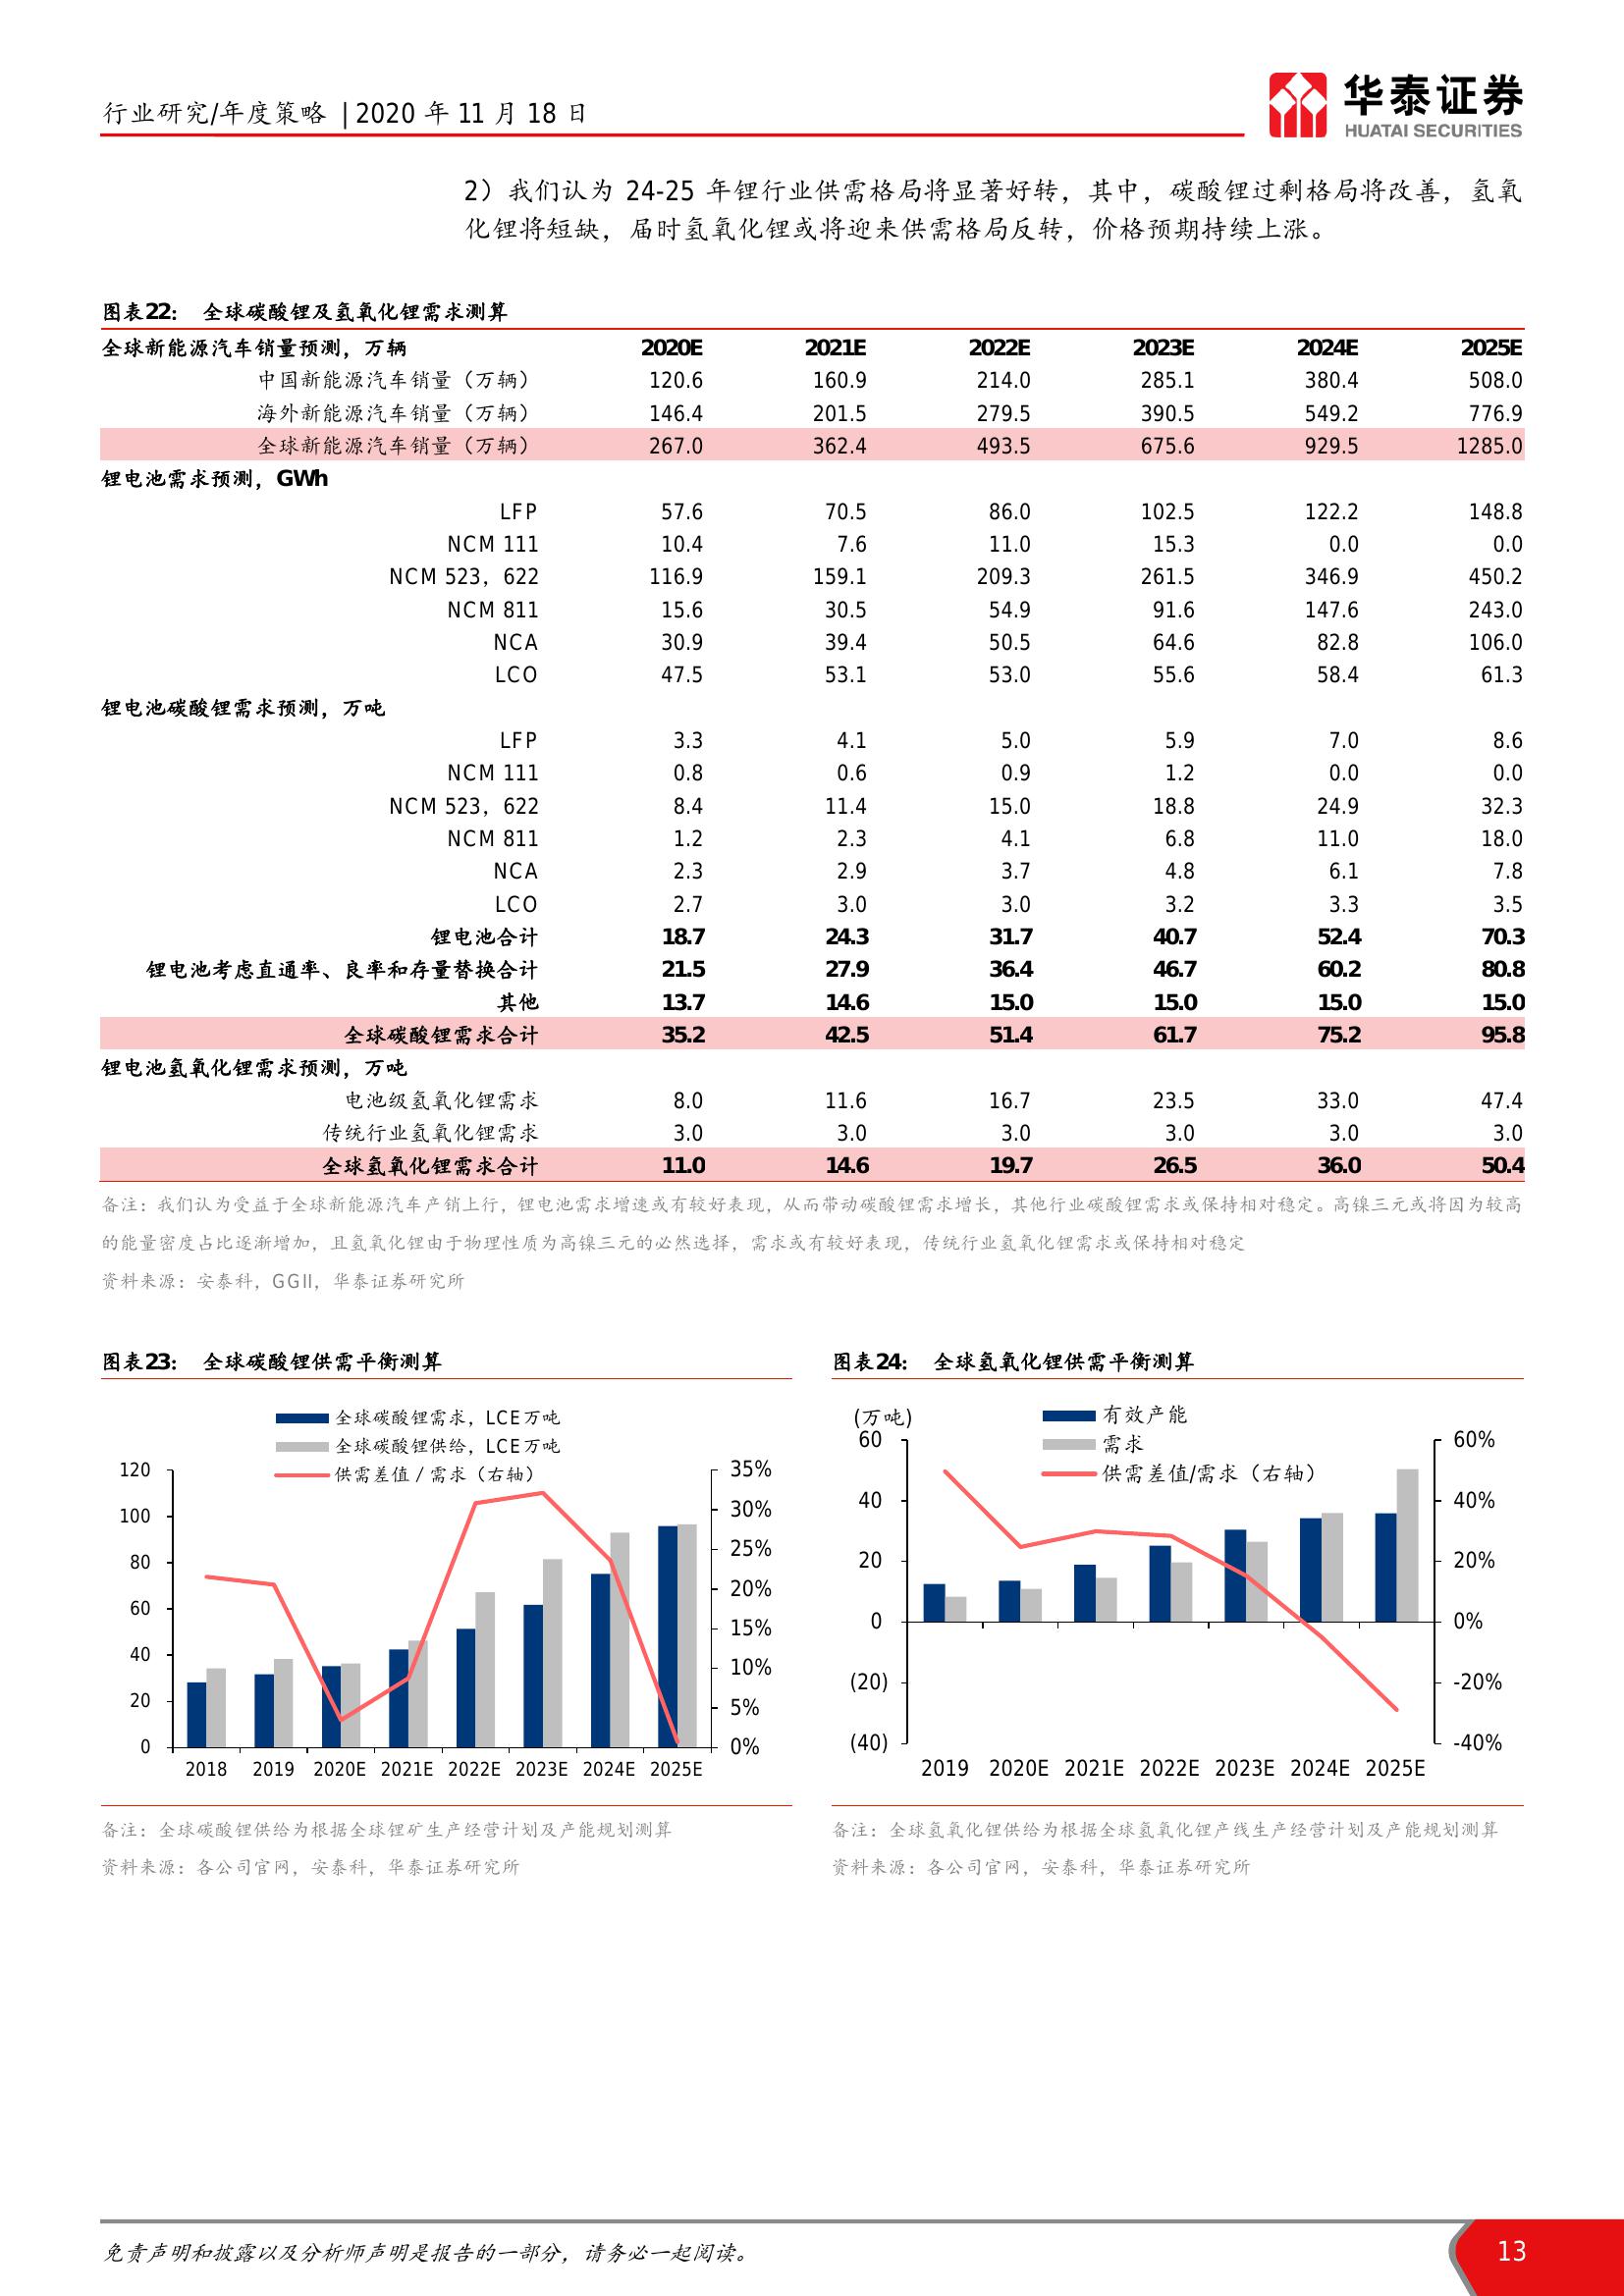 行业研究/年度策略 | 2020 年 11 月 18 日
华泰证券
HUATAI SECURITIES
2）我们认为 24-25 年锂行业供需格局将显著好转，其中，碳酸锂过剩格局将改善，氢氧
化锂将短缺，届时氢氧化锂或将迎来供需格局反转，价格预期持续上涨。
图表22： 全球碳酸锂及氢氧化锂需求测算
全球新能源汽车销量预测，万辆 2020E 2021E 2022E 2023E 2024E 2025E
中国新能源汽车销量（万辆） 120.6 160.9 214.0 285.1 380.4 508.0
海外新能源汽车销量（万辆） 146.4 201.5 279.5 390.5 549.2 776.9
全球新能源汽车销量（万辆） 267.0 362.4 493.5 675.6 929.5 1285.0
锂电池需求预测，GWh
LFP 57.6 70.5 86.0 102.5 122.2 148.8
NCM 111 10.4 7.6 11.0 15.3 0.0 0.0
NCM 523，622 116.9 159.1 209.3 261.5 346.9 450.2
NCM 811 15.6 30.5 54.9 91.6 147.6 243.0
NCA 30.9 39.4 50.5 64.6 82.8 106.0
LCO 47.5 53.1 53.0 55.6 58.4 61.3
锂电池碳酸锂需求预测，万吨
LFP 3.3 4.1 5.0 5.9 7.0 8.6
NCM 111 0.8 0.6 0.9 1.2 0.0 0.0
NCM 523，622 8.4 11.4 15.0 18.8 24.9 32.3
NCM 811 1.2 2.3 4.1 6.8 11.0 18.0
NCA 2.3 2.9 3.7 4.8 6.1 7.8
LCO 2.7 3.0 3.0 3.2 3.3 3.5
锂电池合计 18.7 24.3 31.7 40.7 52.4 70.3
锂电池考虑直通率、良率和存量替换合计 21.5 27.9 36.4 46.7 60.2 80.8
其他 13.7 14.6 15.0 15.0 15.0 15.0
全球碳酸锂需求合计 35.2 42.5 51.4 61.7 75.2 95.8
锂电池氢氧化锂需求预测，万吨
电池级氢氧化锂需求 8.0 11.6 16.7 23.5 33.0 47.4
传统行业氢氧化锂需求 3.0 3.0 3.0 3.0 3.0 3.0
全球氢氧化锂需求合计 11.0 14.6 19.7 26.5 36.0 50.4
备注：我们认为受益于全球新能源汽车产销上行，锂电池需求增速或有较好表现，从而带动碳酸锂需求增长，其他行业碳酸锂需求或保持相对稳定。高镍三元或将因为较高
的能量密度占比逐渐增加，且氢氧化锂由于物理性质为高镍三元的必然选择，需求或有较好表现，传统行业氢氧化锂需求或保持相对稳定
资料来源：安泰科，GGII，华泰证券研究所
图表23： 全球碳酸锂供需平衡测算
全球碳酸锂需求，LCE万吨
全球碳酸锂供给，LCE万吨
供需差值 / 需求（右轴）
120 35%
100 30%
80 25%
60 20%
40 15%
20 10%
0 5%
0%
2018 2019 2020E 2021E 2022E 2023E 2024E 2025E
备注：全球碳酸锂供给为根据全球锂矿生产经营计划及产能规划测算
资料来源：各公司官网，安泰科，华泰证券研究所
图表24： 全球氢氧化锂供需平衡测算
(万吨)
有效产能
需求
供需差值/需求（右轴）
60 60%
40 40%
20 20%
0 0%
(20) -20%
(40) -40%
2019 2020E 2021E 2022E 2023E 2024E 2025E
备注：全球氢氧化锂供给为根据全球氢氧化锂产线生产经营计划及产能规划测算
资料来源：各公司官网，安泰科，华泰证券研究所
免责声明和披露以及分析师声明是报告的一部分，请务必一起阅读。 13